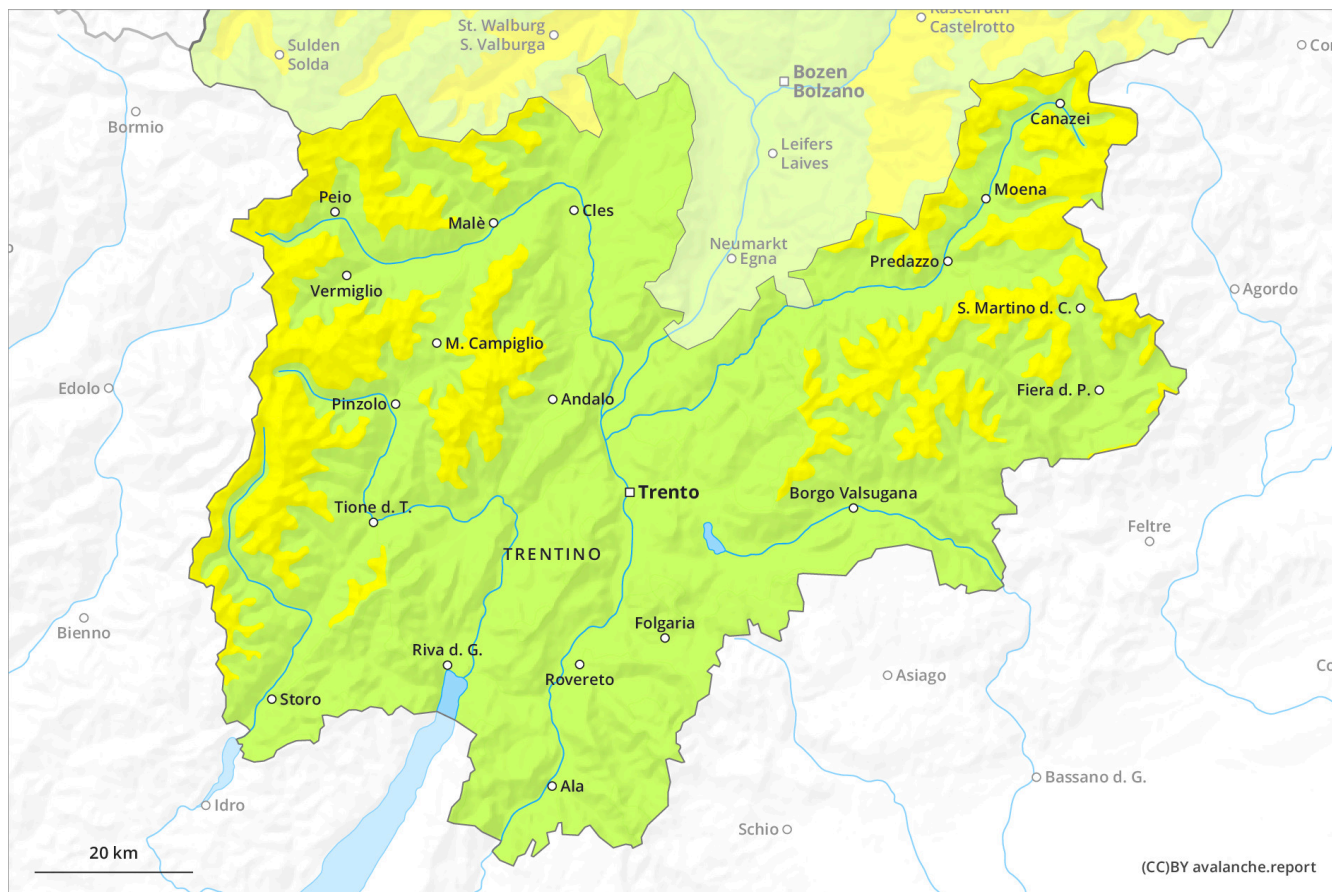 Kastelruth
Castelrotto
St. Walburg
S. Valburga
Sulden
Solda
Bozen
Bolzano
Bormio
Canazei
Leifers
Laives
Peio
Malè
Cles
Moena
Neumarkt
Egna
Predazzo
Vermiglio
Agordo
S. Martino d. C.
M. Campiglio
Edolo
Pinzolo
Andalo
Fiera d. P.
Trento
Borgo Valsugana
Tione d. T.
Feltre
TRENTINO
Bienno
Folgaria
Riva d. G.
Rovereto
Asiago
Storo
Bassano d. G.
Ala
Idro
Schio
20 km
(CC)BY avalanche.report